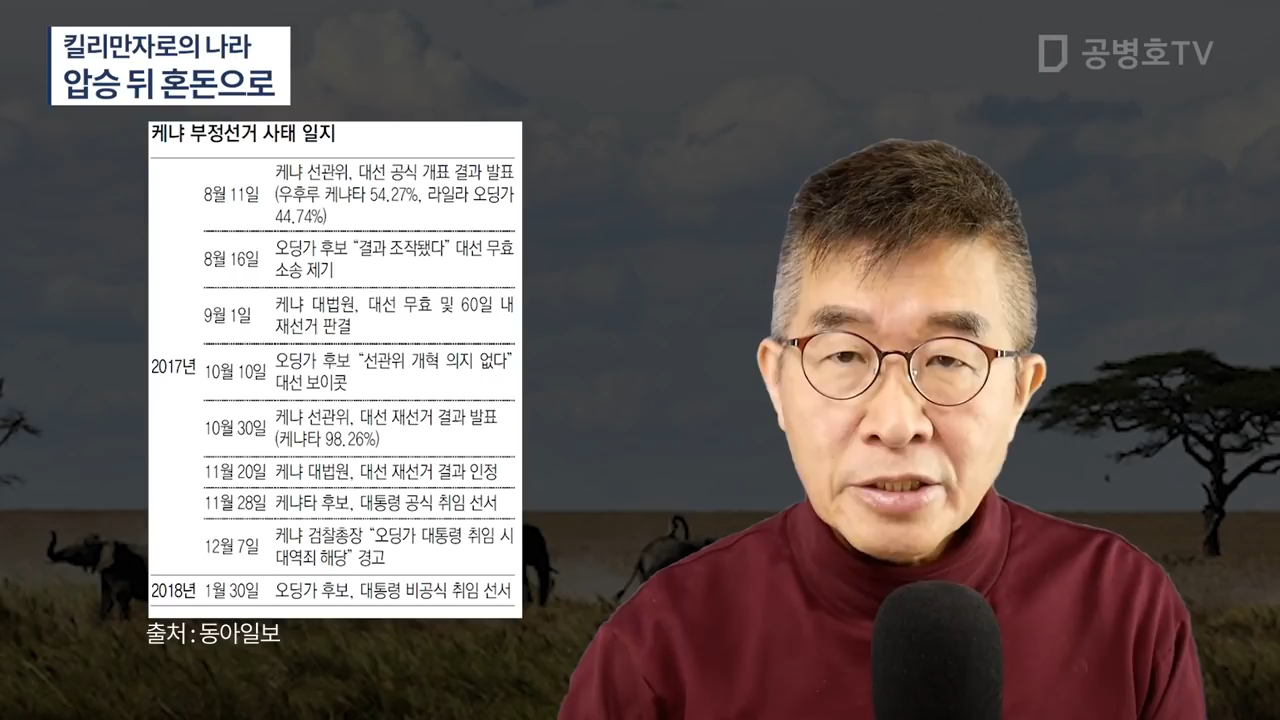 킬리만자로의 나라
압승 뒤 혼돈으로
공병호TV
케냐 부정선거 사태 일지
2017년
8월 11일
케냐 선관위, 대선 공식 개표 결과 발표
(우후루 케냐타 54.27%, 라일라 오딩가
44.74%)
8월 16일
오딩가 후보 “결과 조작됐다” 대선 무효
소송 제기
9월 1일
케냐 대법원, 대선 무효 및 60일 내
재선거 판결
10월 10일
오딩가 후보 “선관위 개혁 의지 없다”
대선 보이콧
10월 30일
케냐 선관위, 대선 재선거 결과 발표
(케냐타 98.26%)
11월 20일 케냐 대법원, 대선 재선거 결과 인정
11월 28일 케냐타 후보, 대통령 공식 취임 선서
12월 7일
케냐 검찰총장 “오딩가 대통령 취임 시
대역죄 해당” 경고
2018년 1월 30일 오딩가 후보, 대통령 비공식 취임 선서
출처 : 동아일보